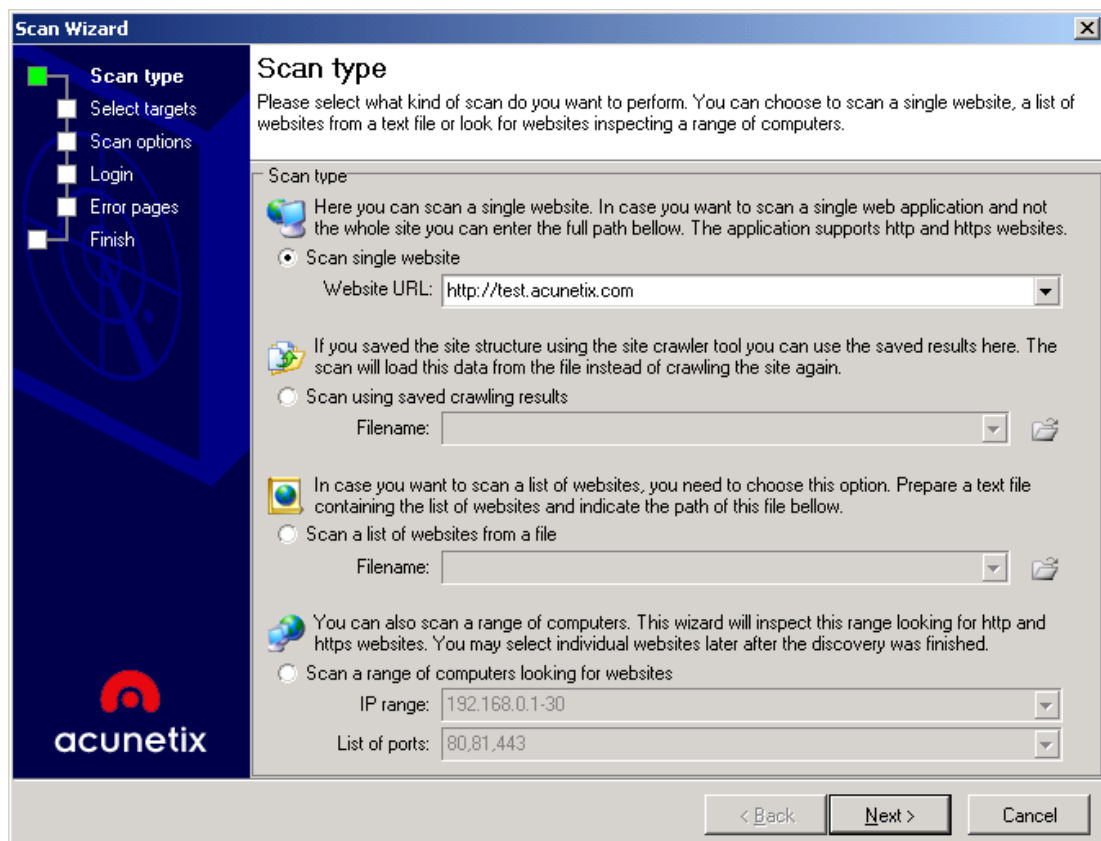 Scan Wizard
Scan type
Select targets
Scan options
Login
Error pages
Finish
acunetix
Scan type
Please select what kind of scan do you want to perform. You can choose to scan a single website, a list of
websites from a text file or look for websites inspecting a range of computers.
Scan type
Here you can scan a single website. In case you want to scan a single web application and not
the whole site you can enter the full path bellow. The application supports http and https websites.
Scan single website
Website URL: http://test.acunetix.com
If you saved the site structure using the site crawler tool you can use the saved results here. The
scan will load this data from the file instead of crawling the site again.
Scan using saved crawling results
Filename:
In case you want to scan a list of websites, you need to choose this option. Prepare a text file
containing the list of websites and indicate the path of this file bellow.
Scan a list of websites from a file
Filename:
You can also scan a range of computers. This wizard will inspect this range looking for http and
https websites. You may select individual websites later after the discovery was finished.
Scan a range of computers looking for websites
IP range: 192.168.0.1-30
List of ports: 80,81,443
< Back Next > Cancel